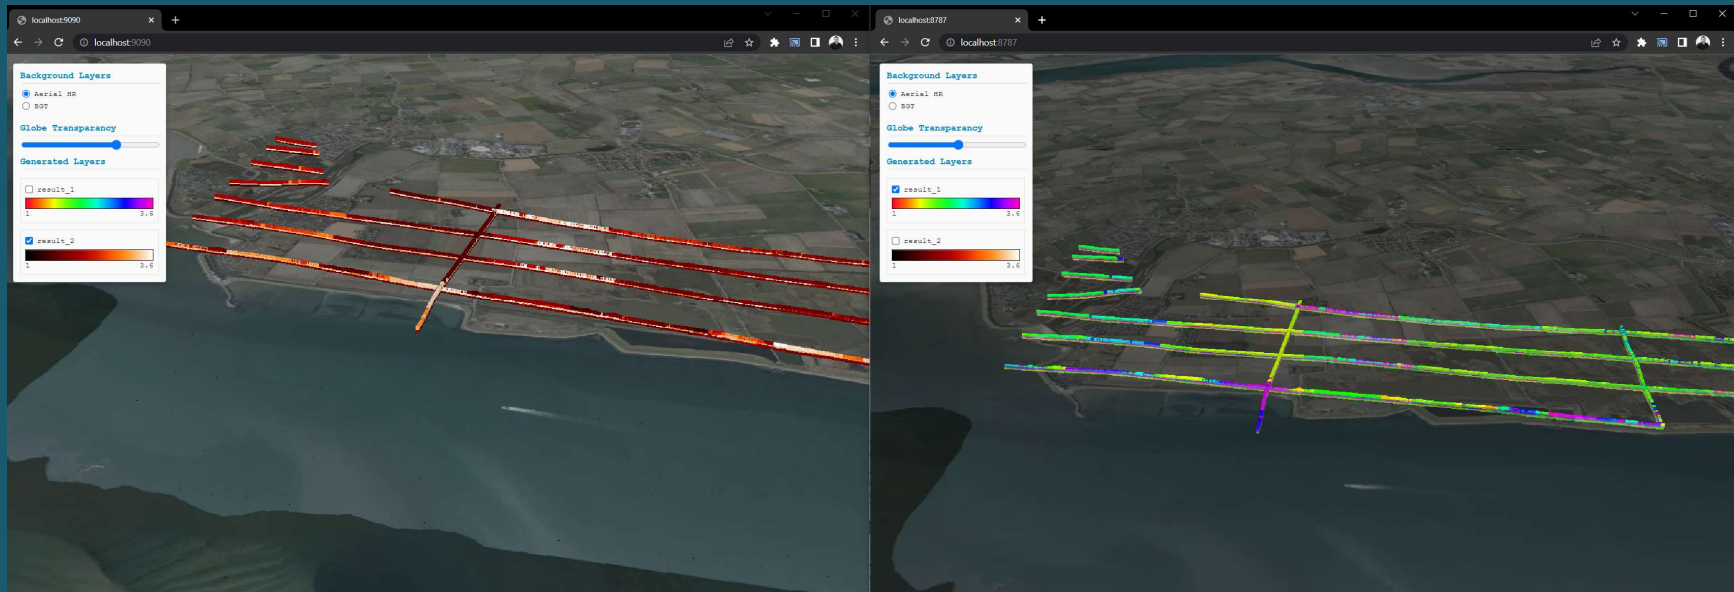 localhost:9090
localhost:9090
Background Layers
Aerial HR
BGT
Globe Transparancy
Generated Layers
result_1
1 3.6
result_2
1 3.6
localhost:8787
localhost:8787
Background Layers
Aerial HR
BGT
Globe Transparancy
Generated Layers
result_1
1 3.6
result_2
1 3.6